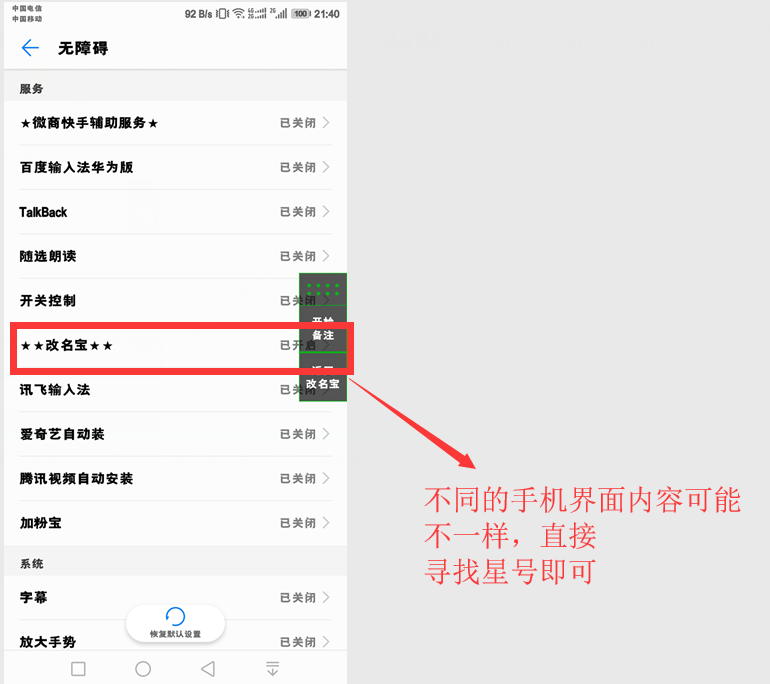 中国电信
中国移动
92 B/s 4G 2G 2G 100 21:40
无障碍
服务
★微商快手辅助服务★ 已关闭
百度输入法华为版 已关闭
TalkBack 已关闭
随选朗读 已关闭
开关控制 已关闭
开始
备注
★★改名宝★★ 已开启
改名宝
讯飞输入法 已关闭
爱奇艺自动装 已关闭
腾讯视频自动安装 已关闭
加粉宝 已关闭
系统
字幕 已关闭
恢复默认设置
放大手势 已关闭
不同的手机界面内容可能
不一样，直接
寻找星号即可